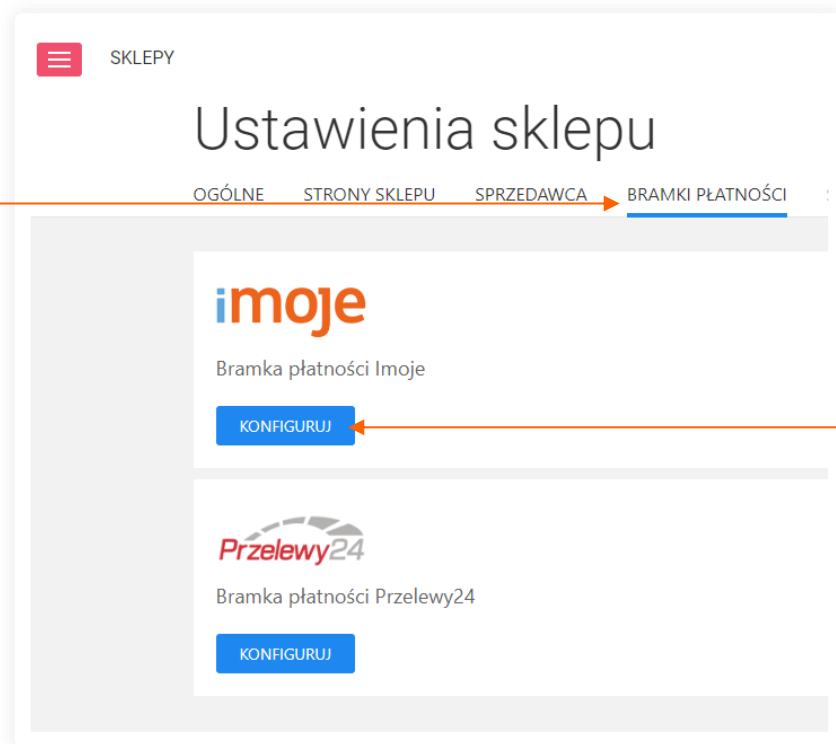 SKLEPY
Ustawienia sklepu
OGÓLNE STRONY SKLEPU SPRZEDAWCA BRAMKI PŁATNOŚCI
imoje
Bramka płatności Imoje
KONFIGURUJ
Przelewy24
Bramka płatności Przelewy24
KONFIGURUJ